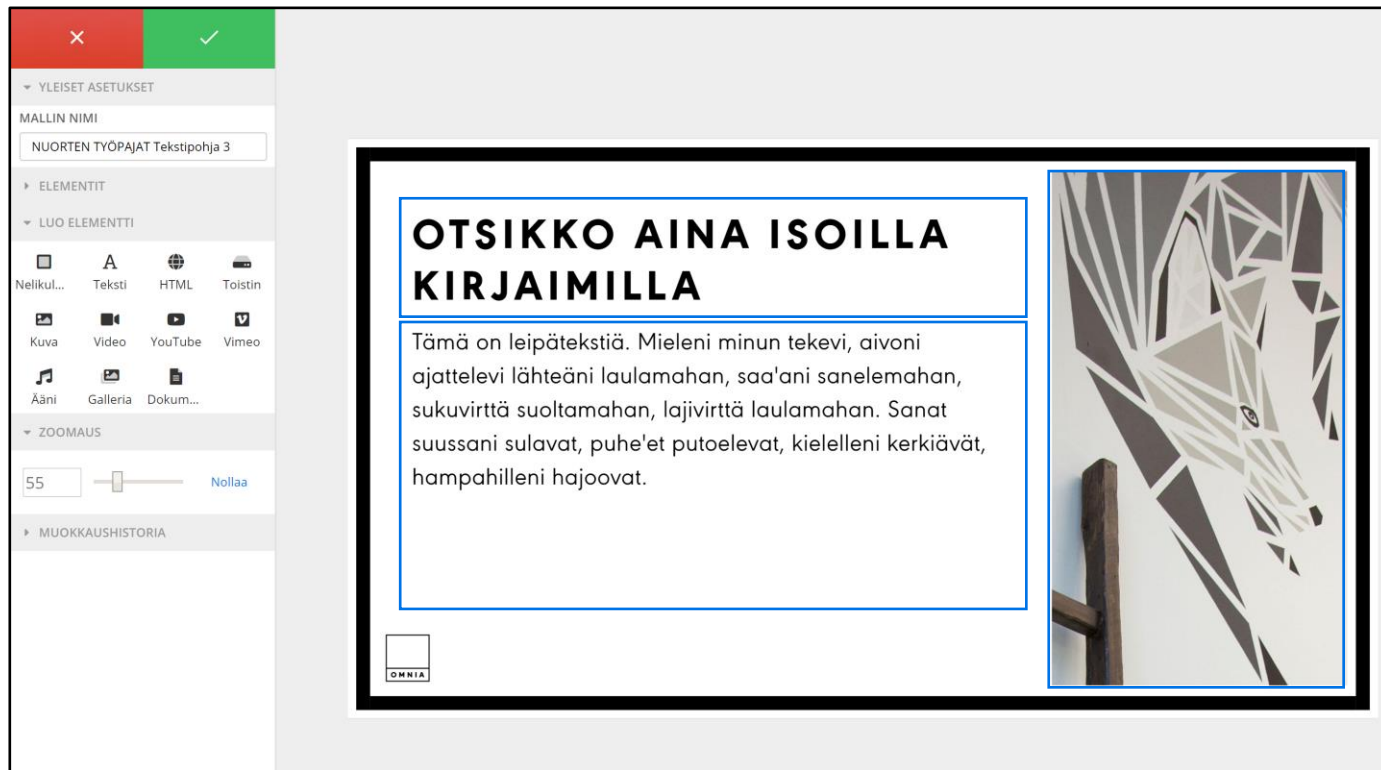 YLEISET ASETUKSET
MALLIN NIMI
NUORTEN TYÖPAJAT Tekstipohja 3
ELEMENTIT
LUO ELEMENTTI
Nelikul... Teksti HTML Toistin
Kuva Video YouTube Vimeo
Ääni Galleria Dokum...
ZOOMAUS
55 Nollaa
MUOKKAUSHISTORIA
OTSIKKO AINA ISOILLA
KIRJAIMILLA
Tämä on leipätekstiä. Mieleni minun tekevi, aivoni
ajattelevi lähteäni laulamahan, saa'ani sanelemahan,
sukuvirttä suoltamahan, lajivirttä laulamahan. Sanat
suussani sulavat, puhe'et putoelevat, kielelleni kerkiävät,
hampahilleni hajoovat.
OMNIA